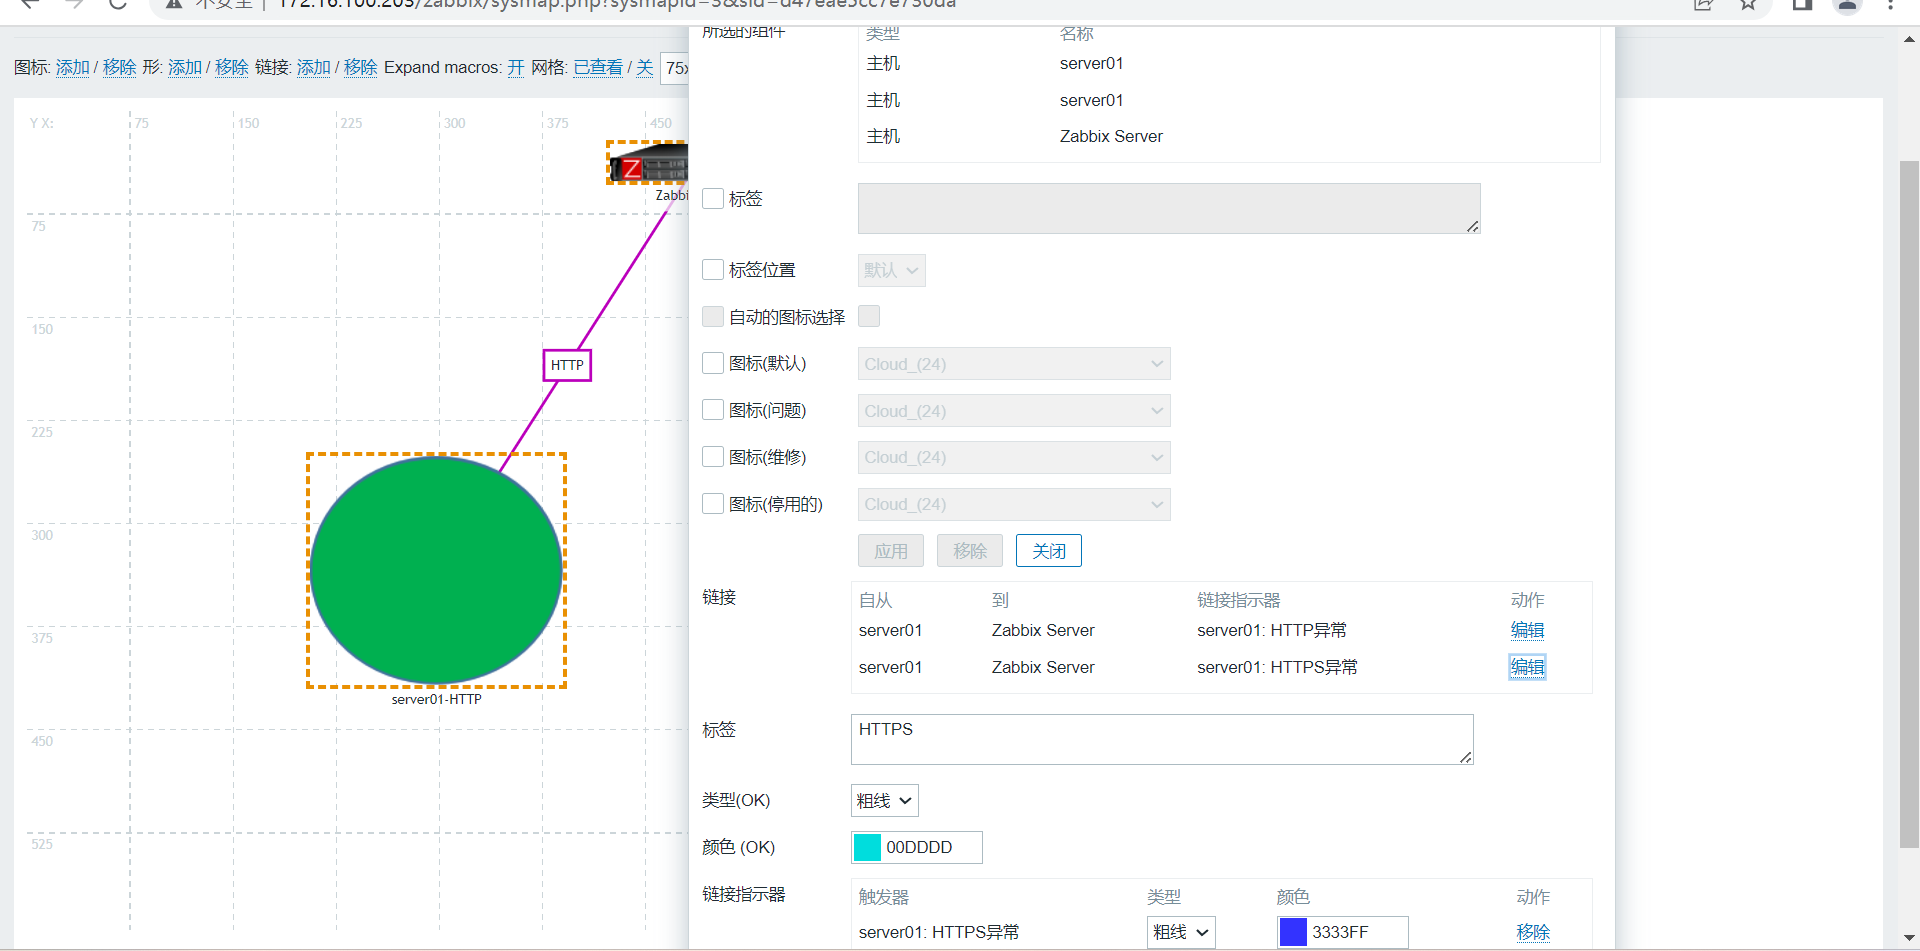 不安全 | 172.16.100.203/zabbix/sysmap.php?sysmapid=3&sid=d47eae5cc7e730da
图标: 添加 / 移除 形: 添加 / 移除 链接: 添加 / 移除 Expand macros: 开 网格: 已查看 / 关 75x
Y X: 75 150 225 300 375 450
75
150
225
300
375
450
525
Z
Zabbi
HTTP
server01-HTTP
所选的组件 类型 名称
主机 server01
主机 server01
主机 Zabbix Server
标签
标签位置 默认
自动的图标选择
图标(默认) Cloud_(24)
图标(问题) Cloud_(24)
图标(维修) Cloud_(24)
图标(停用的) Cloud_(24)
应用 移除 关闭
链接 自从 到 链接指示器 动作
server01 Zabbix Server server01: HTTP异常 编辑
server01 Zabbix Server server01: HTTPS异常 编辑
标签 HTTPS
类型(OK) 粗线
颜色 (OK) 00DDDD
链接指示器 触发器 类型 颜色 动作
server01: HTTPS异常 粗线 3333FF 移除